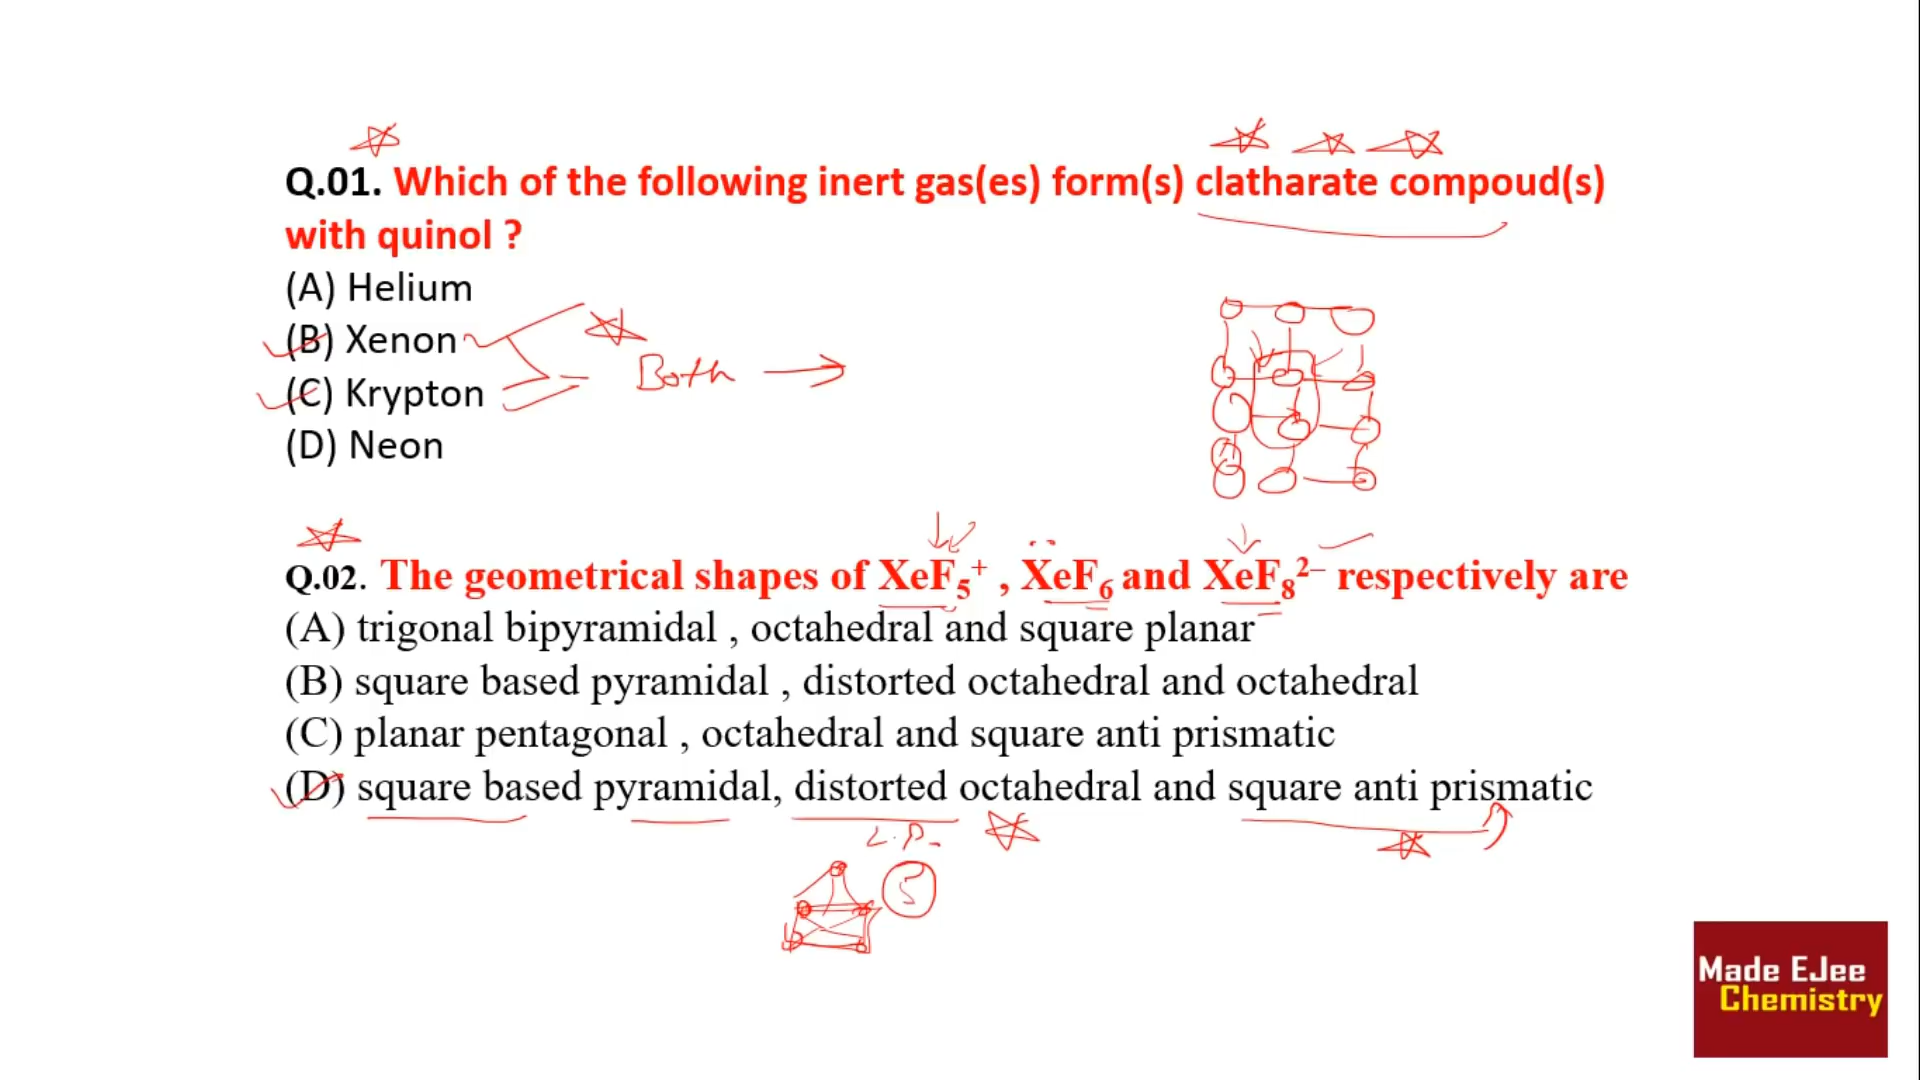 Q.01. Which of the following inert gas(es) form(s) clatharate compoud(s)
with quinol ?
(A) Helium
(B) Xenon
(C) Krypton
Both
(D) Neon
Q.02. The geometrical shapes of XeF₅⁺ , XeF₆ and XeF₈²⁻ respectively are
(A) trigonal bipyramidal , octahedral and square planar
(B) square based pyramidal , distorted octahedral and octahedral
(C) planar pentagonal , octahedral and square anti prismatic
(D) square based pyramidal, distorted octahedral and square anti prismatic
L.P.
5
Made EJee
Chemistry